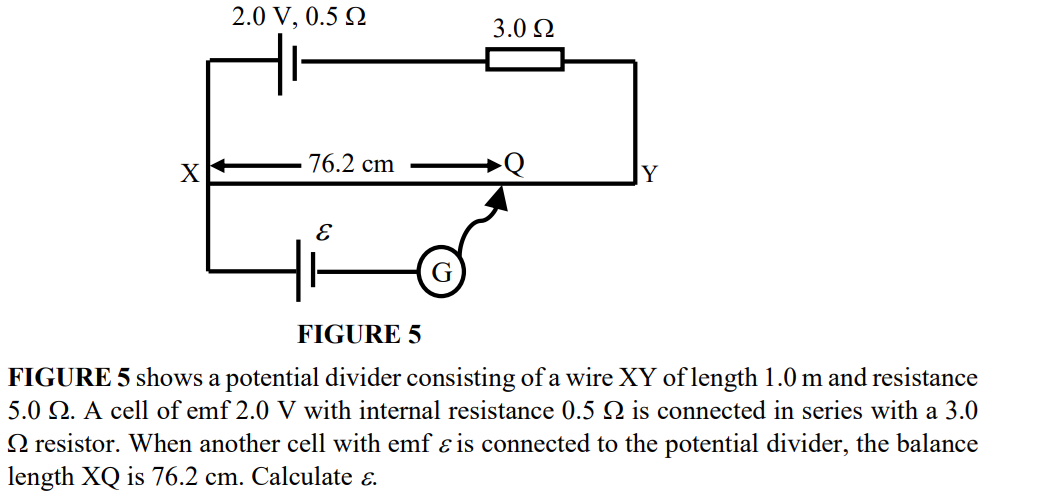 2.0 V, 0.5 Ω
3.0 Ω
X
76.2 cm
Q
Y
ε
G
FIGURE 5
FIGURE 5 shows a potential divider consisting of a wire XY of length 1.0 m and resistance
5.0 Ω. A cell of emf 2.0 V with internal resistance 0.5 Ω is connected in series with a 3.0
Ω resistor. When another cell with emf ε is connected to the potential divider, the balance
length XQ is 76.2 cm. Calculate ε.